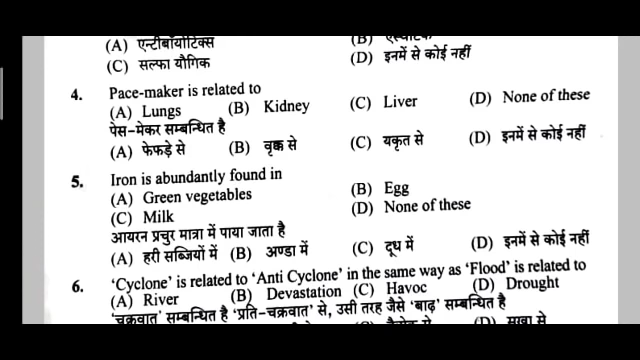 (A) एन्टीबॉयोटिक्स (B) एस्पीरिन
(C) सल्फा यौगिक (D) इनमें से कोई नहीं
4. Pace-maker is related to
(A) Lungs (B) Kidney (C) Liver (D) None of these
पेस-मेकर सम्बन्धित है
(A) फेफड़े से (B) वृक्क से (C) यकृत से (D) इनमें से कोई नहीं
5. Iron is abundantly found in
(A) Green vegetables (B) Egg
(C) Milk (D) None of these
आयरन प्रचुर मात्रा में पाया जाता है
(A) हरी सब्जियों में (B) अण्डा में (C) दूध में (D) इनमें से कोई नहीं
6. 'Cyclone' is related to 'Anti Cyclone' in the same way as 'Flood' is related to
(A) River (B) Devastation (C) Havoc (D) Drought
'चक्रवात' सम्बन्धित है 'प्रति-चक्रवात' से, उसी तरह जैसे 'बाढ़' सम्बन्धित है
(D) सूखा से